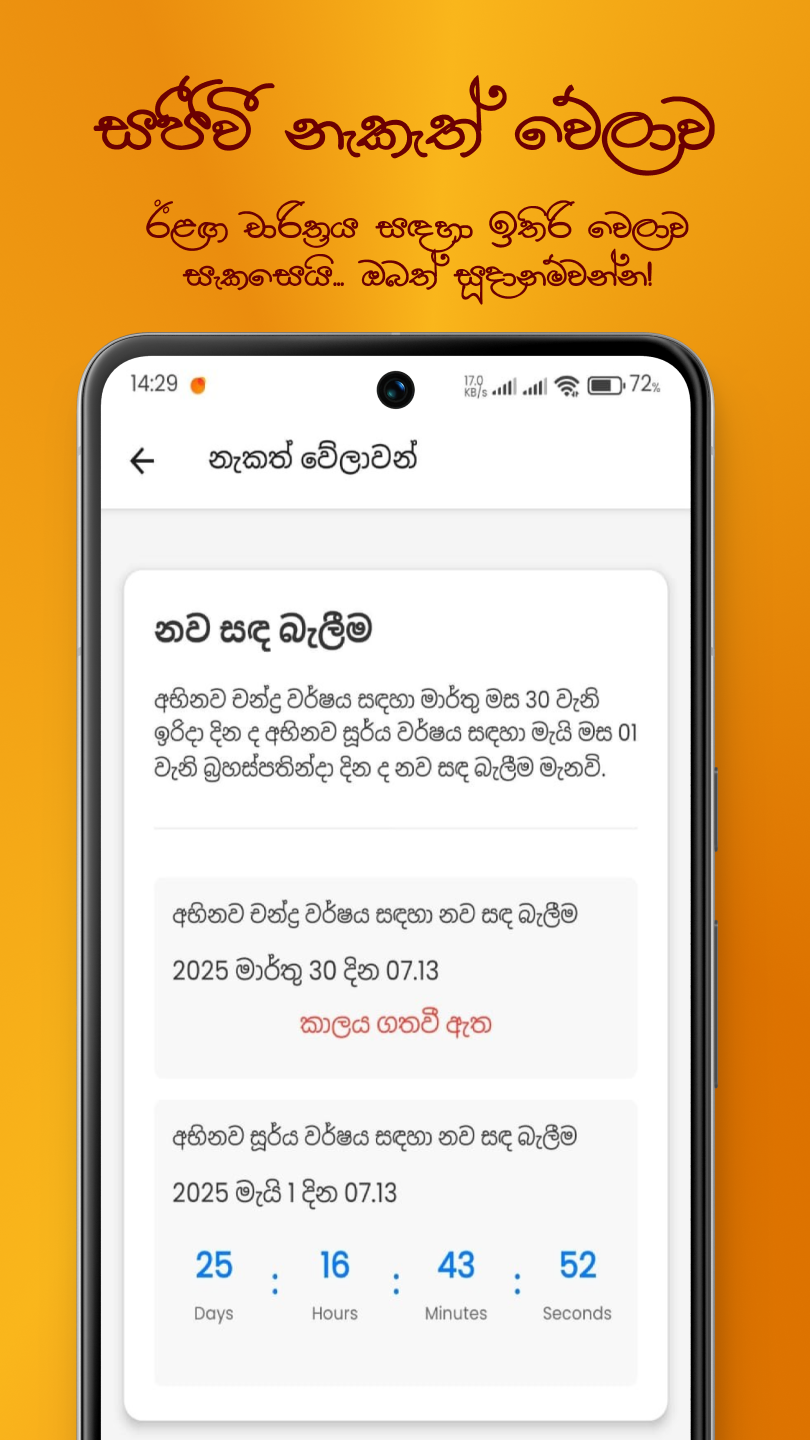 සජීවී නැකැත් වේලාව
ඊළඟ චාරිත්‍රය සඳහා ඉතිරි වෙලාව
සැකසෙයි... ඔබත් සූදානම්වන්න!
14:29
17.0
KB/s
72%
නැකත් වේලාවන්
නව සඳ බැලීම
අභිනව චන්ද්‍ර වර්ෂය සඳහා මාර්තු මස 30 වැනි
ඉරිදා දින ද අභිනව සූර්ය වර්ෂය සඳහා මැයි මස 01
වැනි බ්‍රහස්පතින්දා දින ද නව සඳ බැලීම මැනවි.
අභිනව චන්ද්‍ර වර්ෂය සඳහා නව සඳ බැලීම
2025 මාර්තු 30 දින 07.13
කාලය ගතවී ඇත
අභිනව සූර්ය වර්ෂය සඳහා නව සඳ බැලීම
2025 මැයි 1 දින 07.13
25 : 16 : 43 : 52
Days Hours Minutes Seconds